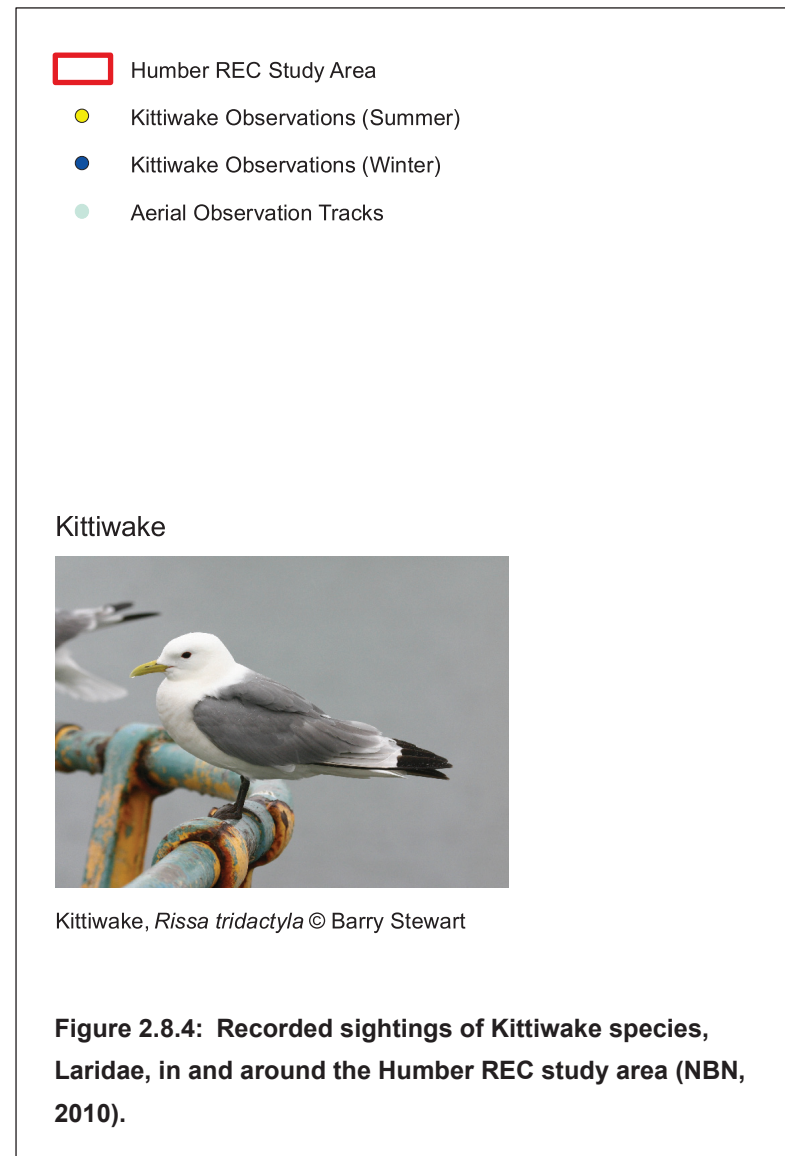 Humber REC Study Area
Kittiwake Observations (Summer)
Kittiwake Observations (Winter)
Aerial Observation Tracks
Kittiwake
Kittiwake, Rissa tridactyla © Barry Stewart
Figure 2.8.4: Recorded sightings of Kittiwake species,
Laridae, in and around the Humber REC study area (NBN,
2010).